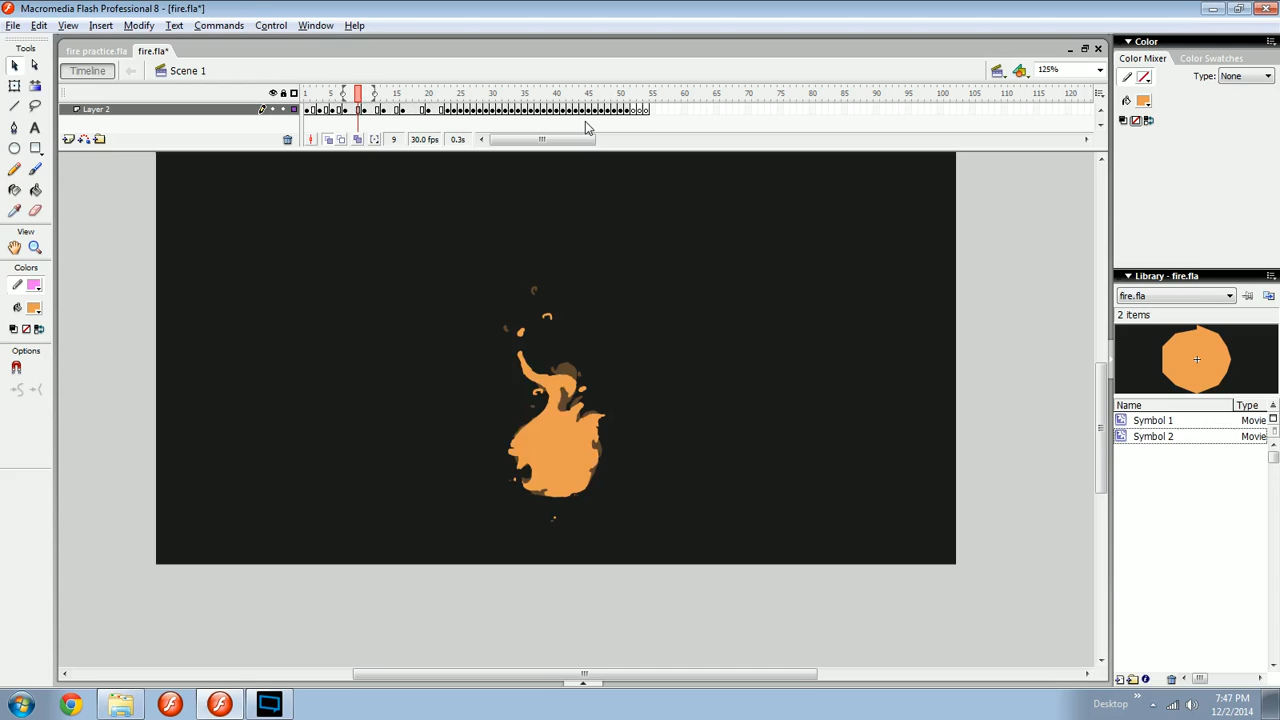 Macromedia Flash Professional 8 - [fire.fla*]
File Edit View Insert Modify Text Commands Control Window Help
Tools
View
Colors
Options
fire practice.fla fire.fla*
Timeline Scene 1 125%
1 5 15 20 25 30 35 40 45 50 55 60 65 70 75 80 85 90 95 100 105 110 115 120
Layer 2
9 30.0 fps 0.3s
Color
Color Mixer Color Swatches
Type: None
Library - fire.fla
fire.fla
2 items
Name Type
Symbol 1 Movie
Symbol 2 Movie
Desktop
7:47 PM
12/2/2014